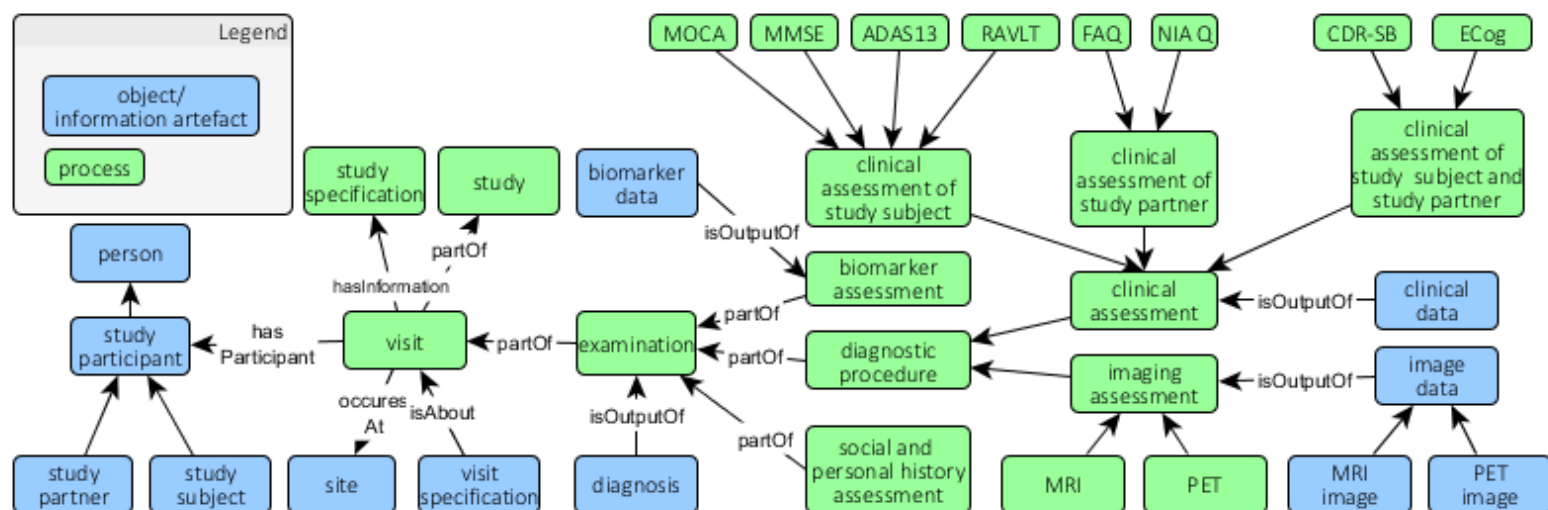 Legend
object/
information artefact
process
MOCA
MMSE
ADAS13
RAVLT
FAQ
NIA Q
CDR-SB
ECog
study
specification
study
biomarker
data
clinical
assessment of
study subject
clinical
assessment of
study partner
clinical
assessment of
study subject and
study partner
person
partOf
isOutputOf
hasInformation
biomarker
assessment
clinical
assessment
isOutputOf
clinical
data
study
participant
has
Participant
visit
partOf
examination
partOf
partOf
diagnostic
procedure
imaging
assessment
isOutputOf
image
data
occures
At
isAbout
isOutputOf
partOf
study
partner
study
subject
site
visit
specification
diagnosis
social and
personal history
assessment
MRI
PET
MRI
image
PET
image